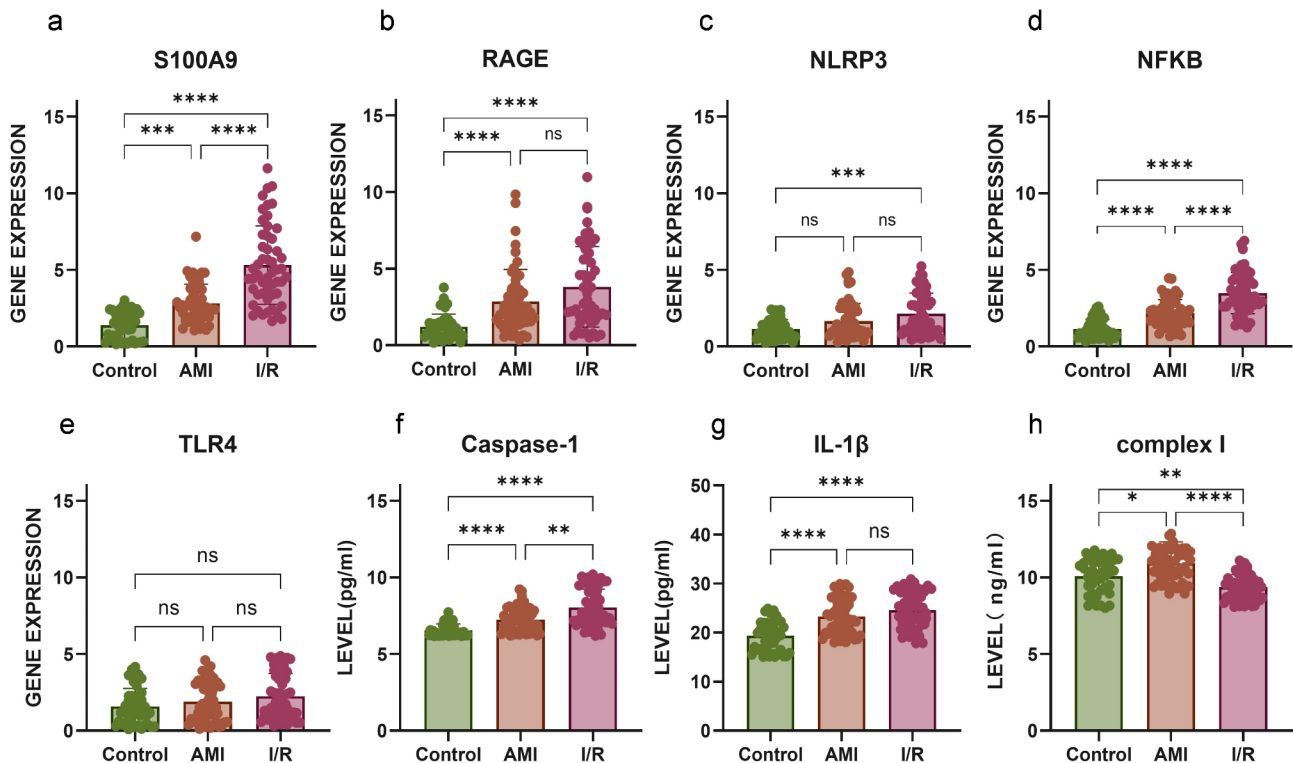 a
S100A9
GENE EXPRESSION
15
10
5
0
****
***
****
Control
AMI
I/R
b
RAGE
GENE EXPRESSION
15
10
5
0
****
****
ns
Control
AMI
I/R
c
NLRP3
GENE EXPRESSION
15
10
5
0
***
ns
ns
Control
AMI
I/R
d
NFKB
GENE EXPRESSION
15
10
5
0
****
****
****
Control
AMI
I/R
e
TLR4
GENE EXPRESSION
15
10
5
0
ns
ns
ns
Control
AMI
I/R
f
Caspase-1
LEVEL(pg/ml)
15
10
5
0
****
****
**
Control
AMI
I/R
g
IL-1β
LEVEL(pg/ml)
50
40
30
20
10
0
****
****
ns
Control
AMI
I/R
h
complex I
LEVEL( ng/ml)
15
10
5
0
**
*
****
Control
AMI
I/R